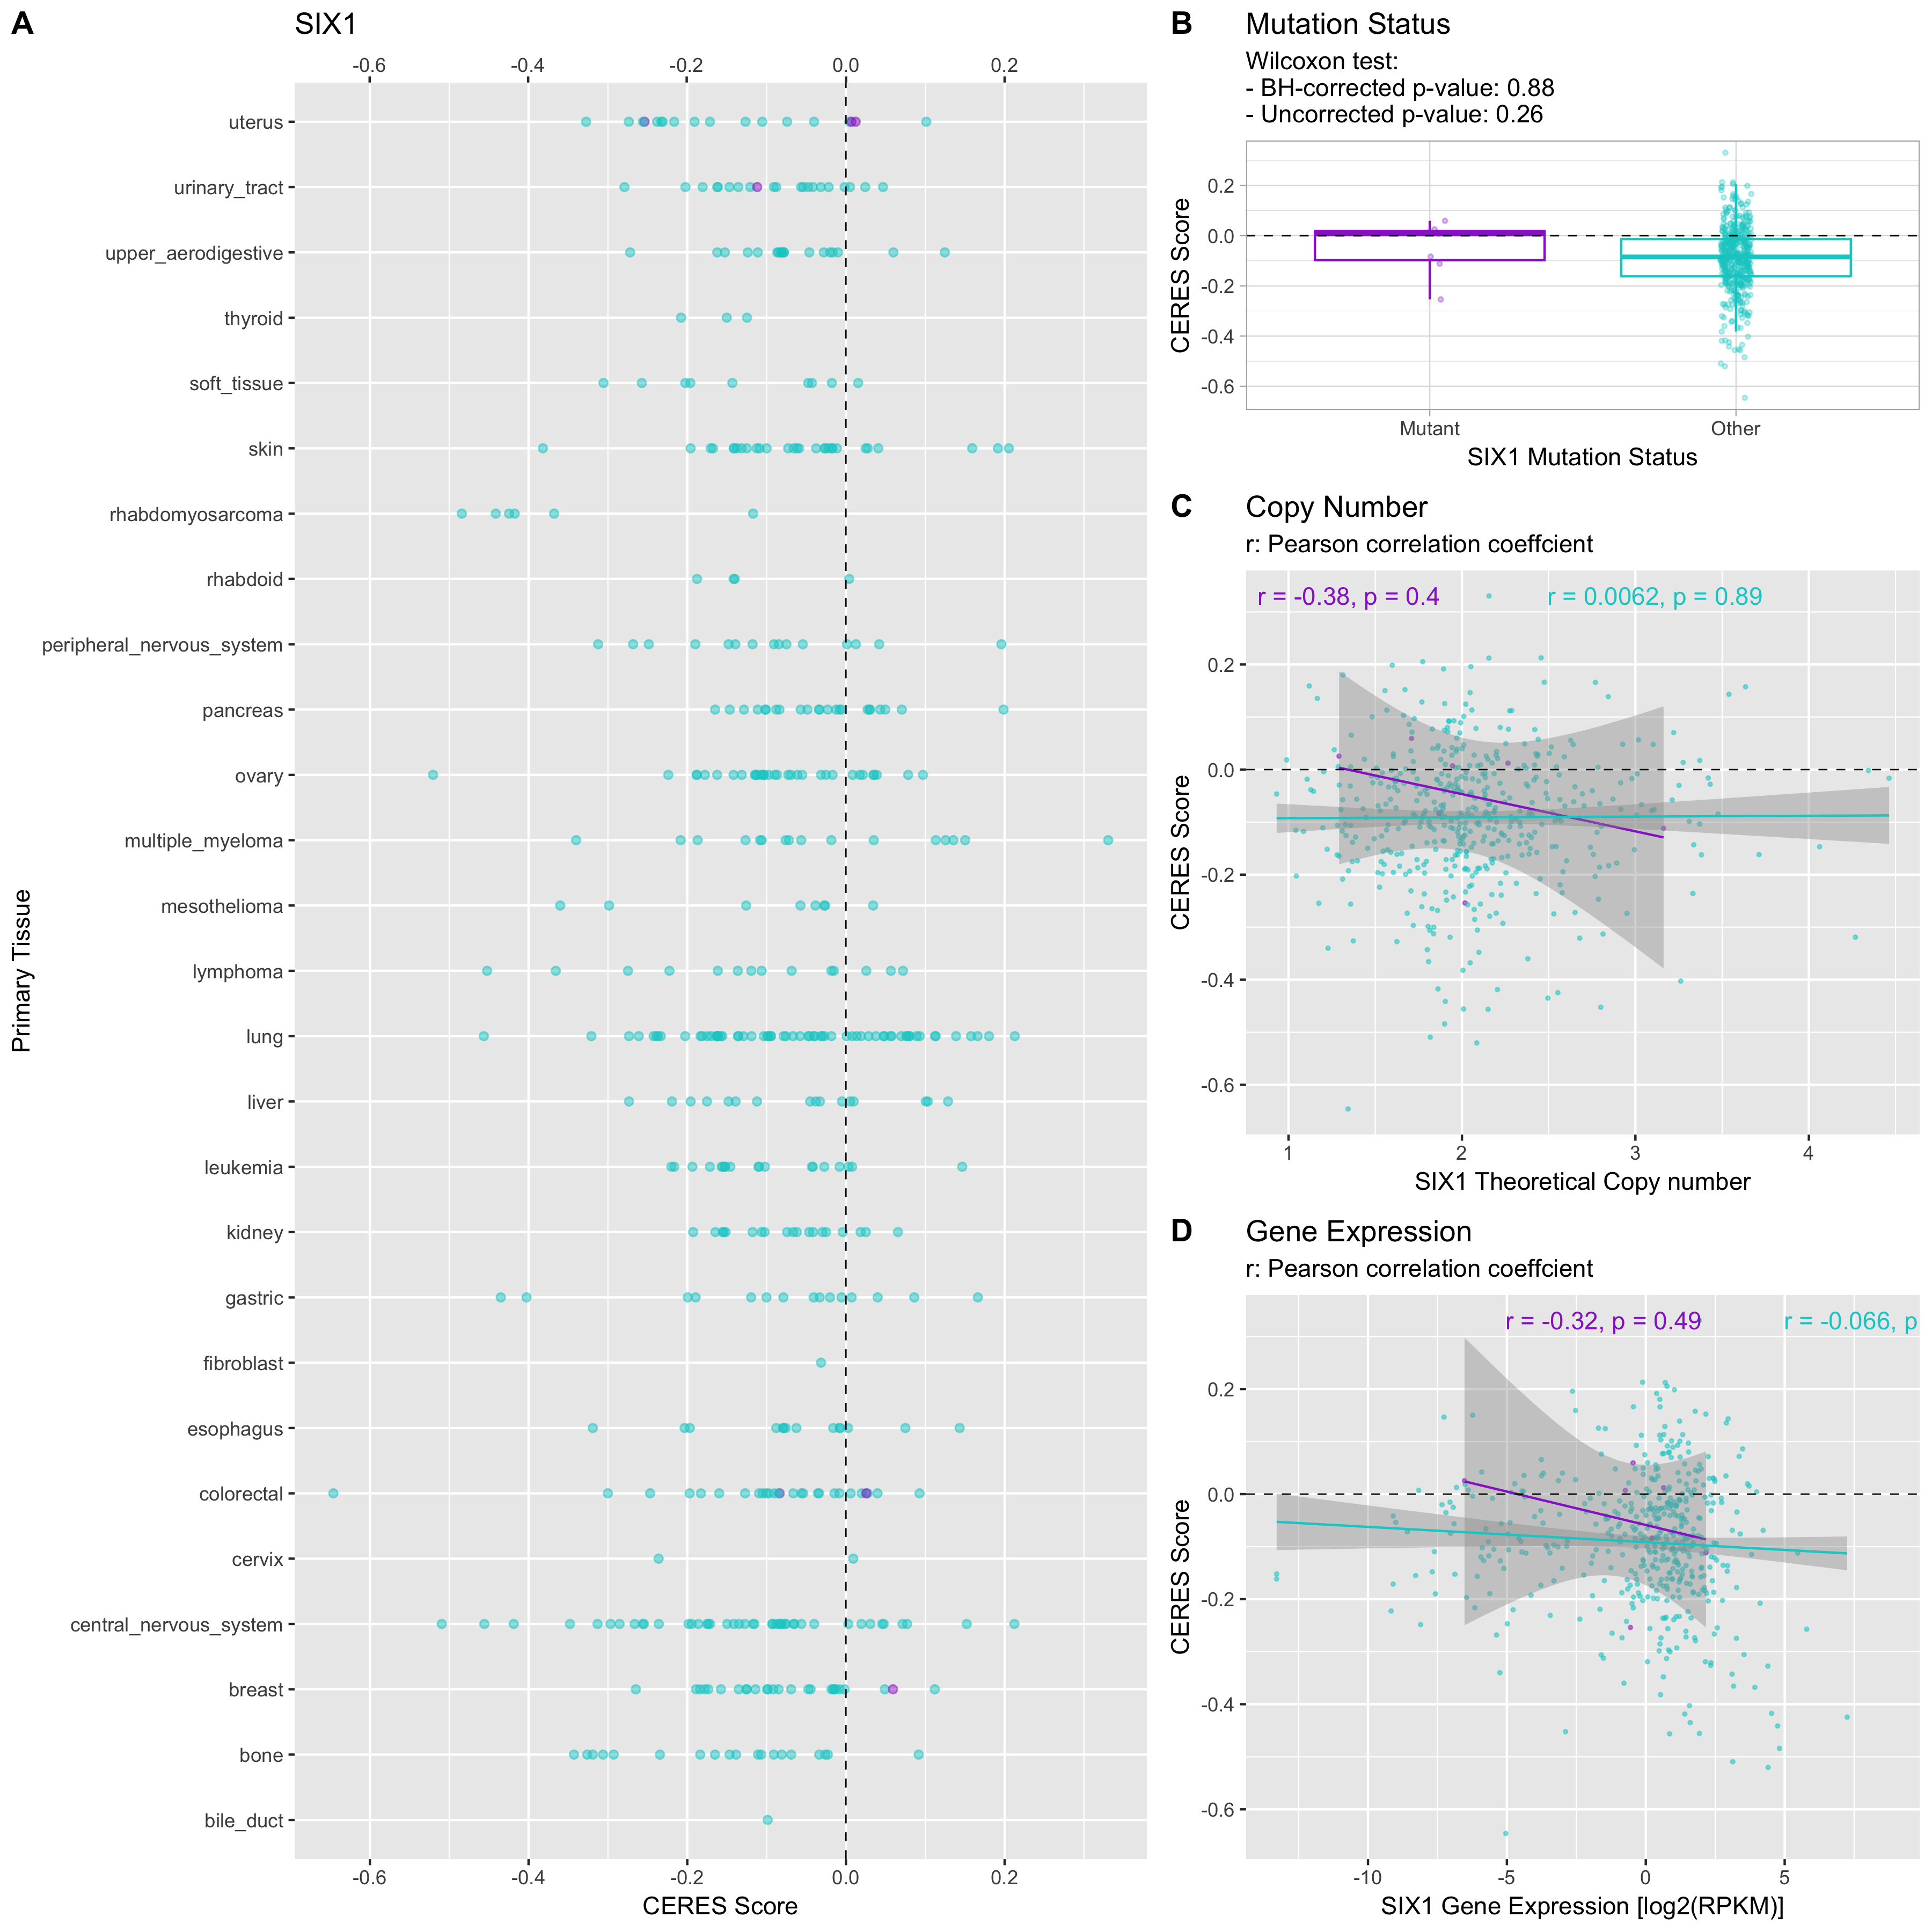 A
SIX1
-0.6 -0.4 -0.2 0.0 0.2
uterus
urinary_tract
upper_aerodigestive
thyroid
soft_tissue
skin
rhabdomyosarcoma
rhabdoid
peripheral_nervous_system
pancreas
ovary
multiple_myeloma
mesothelioma
lymphoma
lung
liver
leukemia
kidney
gastric
fibroblast
esophagus
colorectal
cervix
central_nervous_system
breast
bone
bile_duct
Primary Tissue
-0.6 -0.4 -0.2 0.0 0.2
CERES Score
B
Mutation Status
Wilcoxon test:
- BH-corrected p-value: 0.88
- Uncorrected p-value: 0.26
CERES Score
0.2
0.0
-0.2
-0.4
-0.6
Mutant Other
SIX1 Mutation Status
C
Copy Number
r: Pearson correlation coeffcient
r = -0.38, p = 0.4 r = 0.0062, p = 0.89
CERES Score
0.2
0.0
-0.2
-0.4
-0.6
1 2 3 4
SIX1 Theoretical Copy number
D
Gene Expression
r: Pearson correlation coeffcient
r = -0.32, p = 0.49 r = -0.066, p
CERES Score
0.2
0.0
-0.2
-0.4
-0.6
-10 -5 0 5
SIX1 Gene Expression [log2(RPKM)]